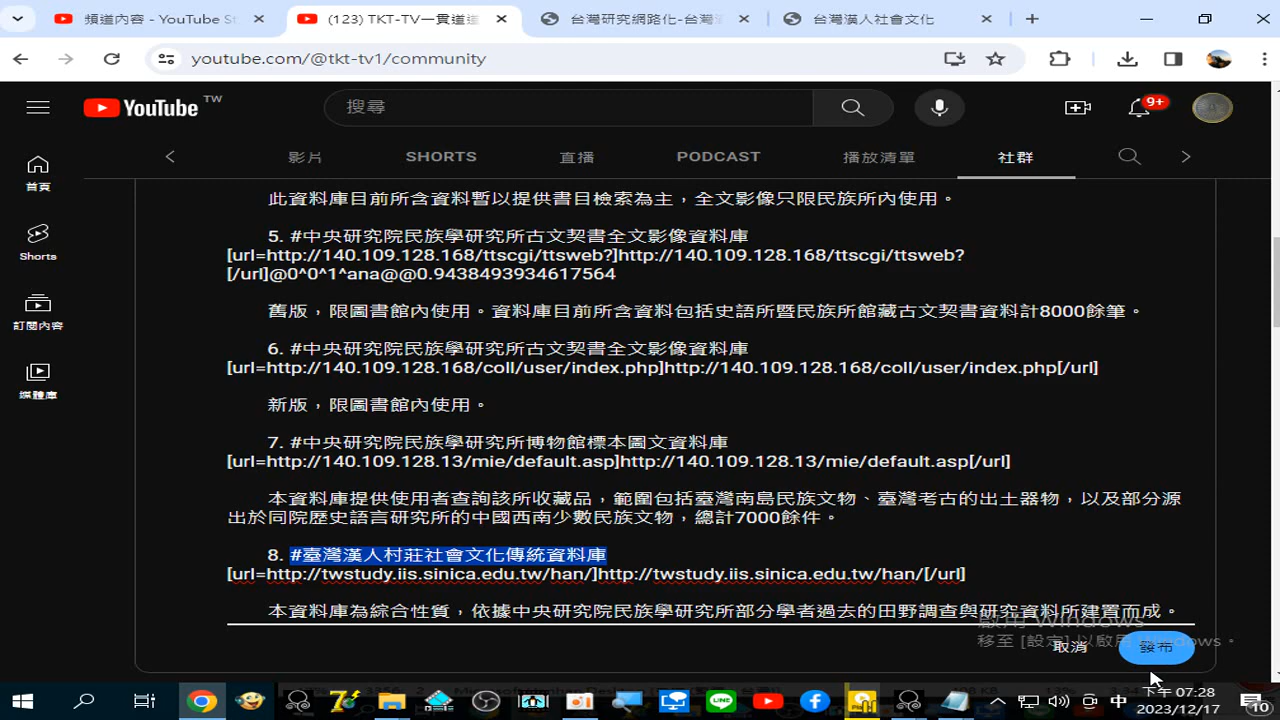 頻道內容 - YouTube St
(123) TKT-TV一貫道道
台灣研究網路化-台灣
台灣漢人社會文化
youtube.com/@tkt-tv1/community
YouTube TW
搜尋
9+
影片
SHORTS
直播
PODCAST
播放清單
社群
首頁
Shorts
訂閱內容
媒體庫
此資料庫目前所含資料暫以提供書目檢索為主，全文影像只限民族所內使用。
5. #中央研究院民族學研究所古文契書全文影像資料庫
[url=http://140.109.128.168/ttscgi/ttsweb?]http://140.109.128.168/ttscgi/ttsweb?
[/url]@0^0^1^ana@@0.9438493934617564
舊版，限圖書館內使用。資料庫目前所含資料包括史語所暨民族所館藏古文契書資料計8000餘筆。
6. #中央研究院民族學研究所古文契書全文影像資料庫
[url=http://140.109.128.168/coll/user/index.php]http://140.109.128.168/coll/user/index.php[/url]
新版，限圖書館內使用。
7. #中央研究院民族學研究所博物館標本圖文資料庫
[url=http://140.109.128.13/mie/default.asp]http://140.109.128.13/mie/default.asp[/url]
本資料庫提供使用者查詢該所收藏品，範圍包括臺灣南島民族文物、臺灣考古的出土器物，以及部分源
出於同院歷史語言研究所的中國西南少數民族文物，總計7000餘件。
8. #臺灣漢人村莊社會文化傳統資料庫
[url=http://twstudy.iis.sinica.edu.tw/han/]http://twstudy.iis.sinica.edu.tw/han/[/url]
本資料庫為綜合性質，依據中央研究院民族學研究所部分學者過去的田野調查與研究資料所建置而成。
啟用 Windows
移至 [設定] 以啟用 Windows。
取消
發布
中
下午 07:28
2023/12/17
10